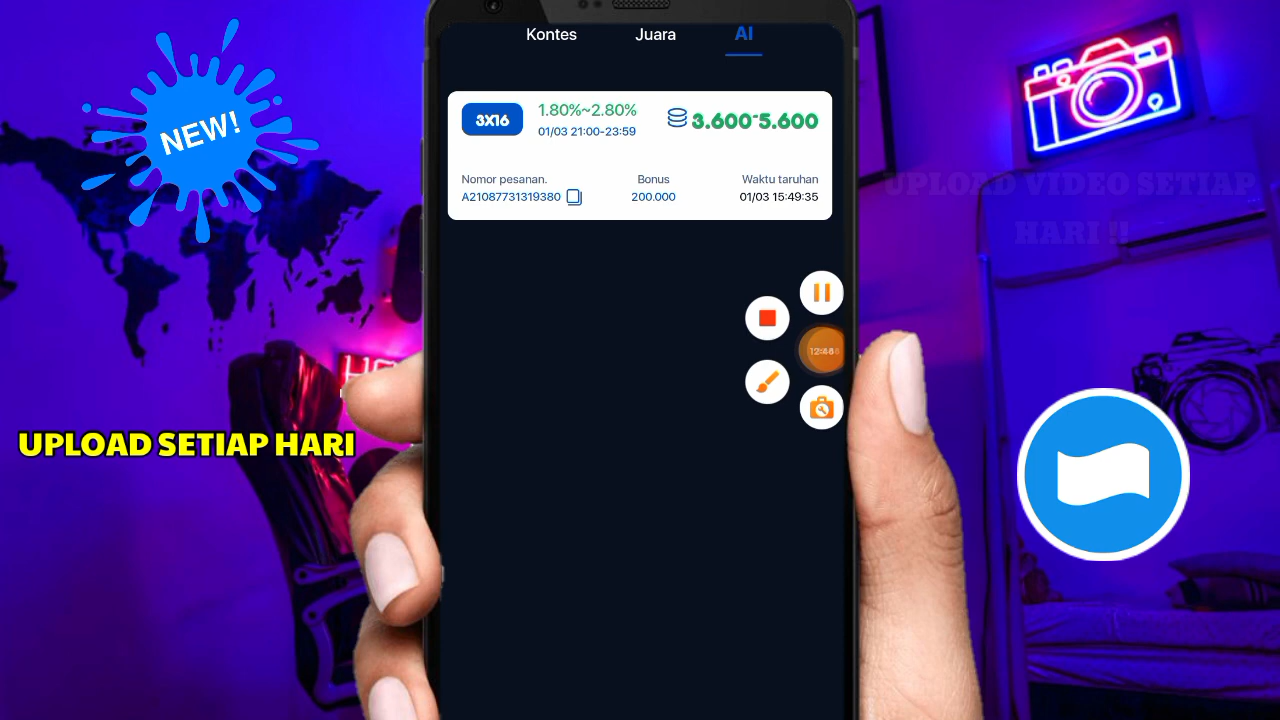 Kontes Juara AI
NEW!
3X16
1.80%~2.80%
3.600~5.600
01/03 21:00-23:59
UPLOAD VIDEO SETIAP
HARI !!
Nomor pesanan. Bonus Waktu taruhan
A21087731319380 200.000 01/03 15:49:35
UPLOAD SETIAP HARI